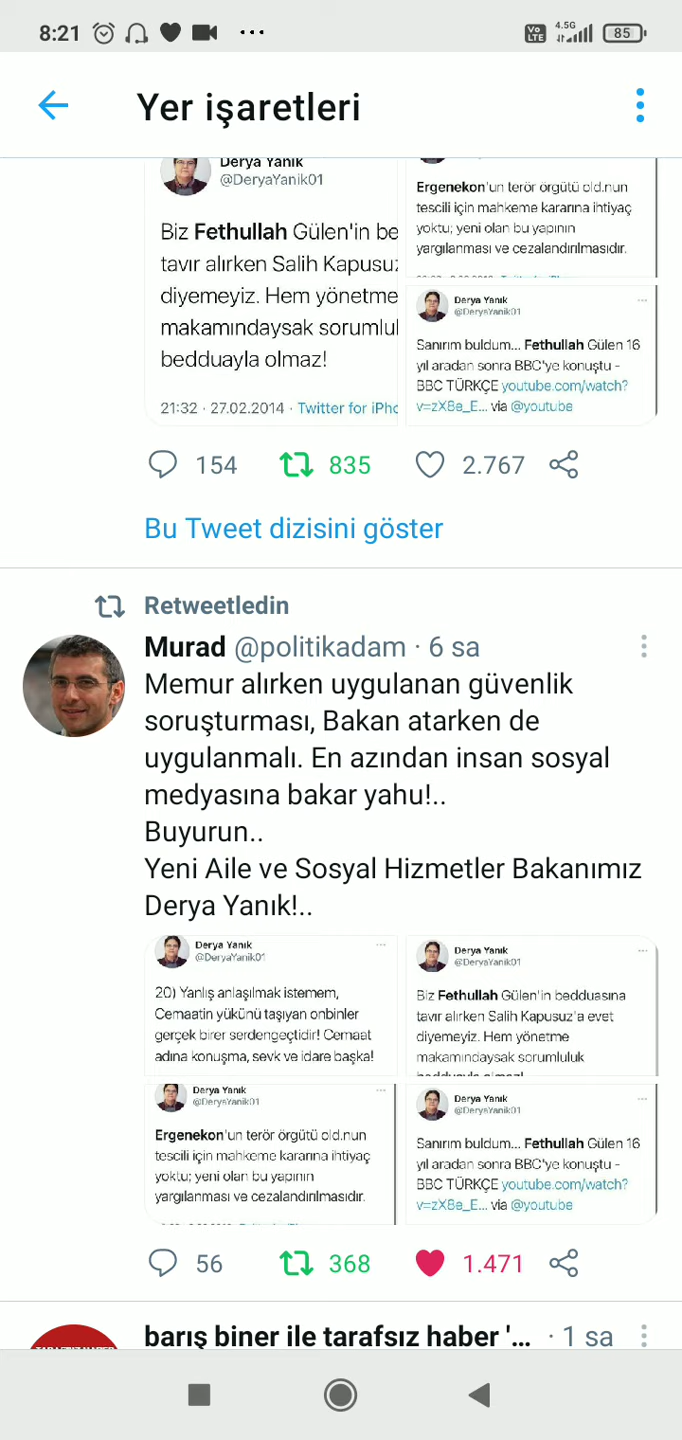 8:21
Vo LTE
4.5G
85
Yer işaretleri
Derya Yanık
@DeryaYanik01
Biz Fethullah Gülen'in be
tavır alırken Salih Kapusuz
diyemeyiz. Hem yönetme
makamındaysak sorumlul
bedduayla olmaz!
21:32 · 27.02.2014 · Twitter for iPho
Ergenekon'un terör örgütü old.nun
tescili için mahkeme kararına ihtiyaç
yoktu; yeni olan bu yapının
yargılanması ve cezalandırılmasıdır.
Derya Yanık
@DeryaYanik01
Sanırım buldum... Fethullah Gülen 16
yıl aradan sonra BBC'ye konuştu -
BBC TÜRKÇE youtube.com/watch?
v=zX8e_E... via @youtube
154 835 2.767
Bu Tweet dizisini göster
Retweetledin
Murad @politikadam · 6 sa
Memur alırken uygulanan güvenlik
soruşturması, Bakan atarken de
uygulanmalı. En azından insan sosyal
medyasına bakar yahu!..
Buyurun..
Yeni Aile ve Sosyal Hizmetler Bakanımız
Derya Yanık!..
Derya Yanık
@DeryaYanik01
20) Yanlış anlaşılmak istemem,
Cemaatin yükünü taşıyan onbinler
gerçek birer serdengeçtidir! Cemaat
adına konuşma, sevk ve idare başka!
Derya Yanık
@DeryaYanik01
Biz Fethullah Gülen'in bedduasına
tavır alırken Salih Kapusuz'a evet
diyemeyiz. Hem yönetme
makamındaysak sorumluluk
Derya Yanık
@DeryaYanik01
Ergenekon'un terör örgütü old.nun
tescili için mahkeme kararına ihtiyaç
yoktu; yeni olan bu yapının
yargılanması ve cezalandırılmasıdır.
Derya Yanık
@DeryaYanik01
Sanırım buldum... Fethullah Gülen 16
yıl aradan sonra BBC'ye konuştu -
BBC TÜRKÇE youtube.com/watch?
v=zX8e_E... via @youtube
56 368 1.471
barış biner ile tarafsız haber '... · 1 sa